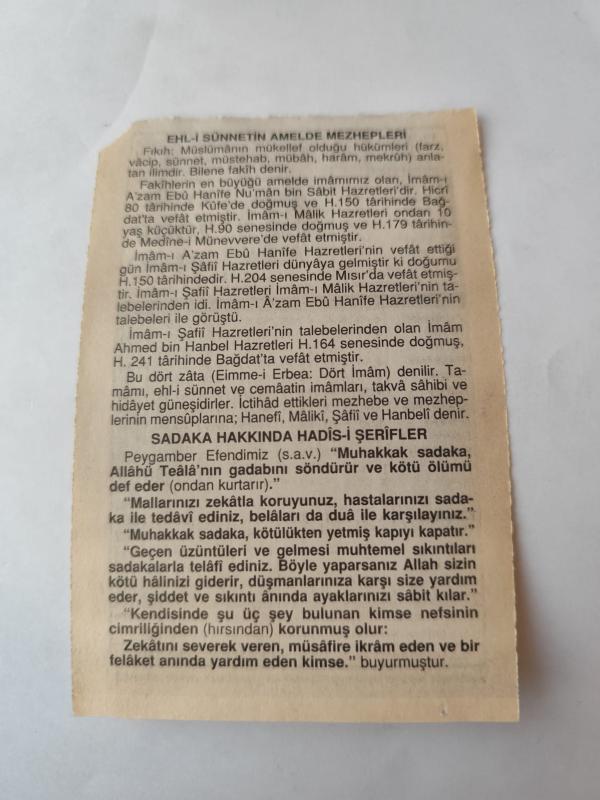 EHL-İ SÜNNETİN AMELDE MEZHEPLERİ
Fıkıh: Müslümânın mükellef olduğu hükümleri (farz,
vâcip, sünnet, müstehab, mübâh, harâm, mekrûh) anla-
tan ilimdir. Bilene fakîh denir.
Fakîhlerin en büyüğü amelde imâmımız olan, İmâm-ı
A'zam Ebû Hanîfe Nu'mân bin Sâbit Hazretleri'dir. Hicrî
80 târihinde Kûfe'de doğmuş ve H.150 târihinde Bağ-
dat'ta vefât etmiştir. İmâm-ı Mâlik Hazretleri ondan 10
yaş küçüktür, H.90 senesinde doğmuş ve H.179 târihin-
de Medîne-i Münevvere'de vefât etmiştir.
İmâm-ı A'zam Ebû Hanîfe Hazretleri'nin vefât ettiği
gün İmâm-ı Şâfiî Hazretleri dünyâya gelmiştir ki doğumu
H.150 târihindedir. H.204 senesinde Mısır'da vefât etmiş-
tir. İmâm-ı Şafiî Hazretleri İmâm-ı Mâlik Hazretleri'nin ta-
lebelerinden idi. İmâm-ı Â'zam Ebû Hanîfe Hazretleri'nin
talebeleri ile görüştü.
İmâm-ı Şafiî Hazretleri'nin talebelerinden olan İmâm
Ahmed bin Hanbel Hazretleri H.164 senesinde doğmuş,
H. 241 târihinde Bağdat'ta vefât etmiştir.
Bu dört zâta (Eimme-i Erbea: Dört İmâm) denilir. Ta-
mâmı, ehl-i sünnet ve cemâatin imâmları, takvâ sâhibi ve
hidâyet güneşidirler. İctihâd ettikleri mezhebe ve mezhep-
lerinin mensûplarına; Hanefî, Mâlikî, Şâfiî ve Hanbelî denir.
SADAKA HAKKINDA HADÎS-İ ŞERÎFLER
Peygamber Efendimiz (s.a.v.) “Muhakkak sadaka,
Allâhü Teâlâ'nın gadabını söndürür ve kötü ölümü
def eder (ondan kurtarır).”
“Mallarınızı zekâtla koruyunuz, hastalarınızı sada-
ka ile tedâvî ediniz, belâları da duâ ile karşılayınız.”
“Muhakkak sadaka, kötülükten yetmiş kapıyı kapatır.”
“Geçen üzüntüleri ve gelmesi muhtemel sıkıntıları
sadakalarla telâfî ediniz. Böyle yaparsanız Allah sizin
kötü hâlinizi giderir, düşmanlarınıza karşı size yardım
eder, şiddet ve sıkıntı ânında ayaklarınızı sâbit kılar.”
“Kendisinde şu üç şey bulunan kimse nefsinin
cimriliğinden (hırsından) korunmuş olur:
Zekâtını severek veren, müsâfire ikrâm eden ve bir
felâket anında yardım eden kimse.” buyurmuştur.